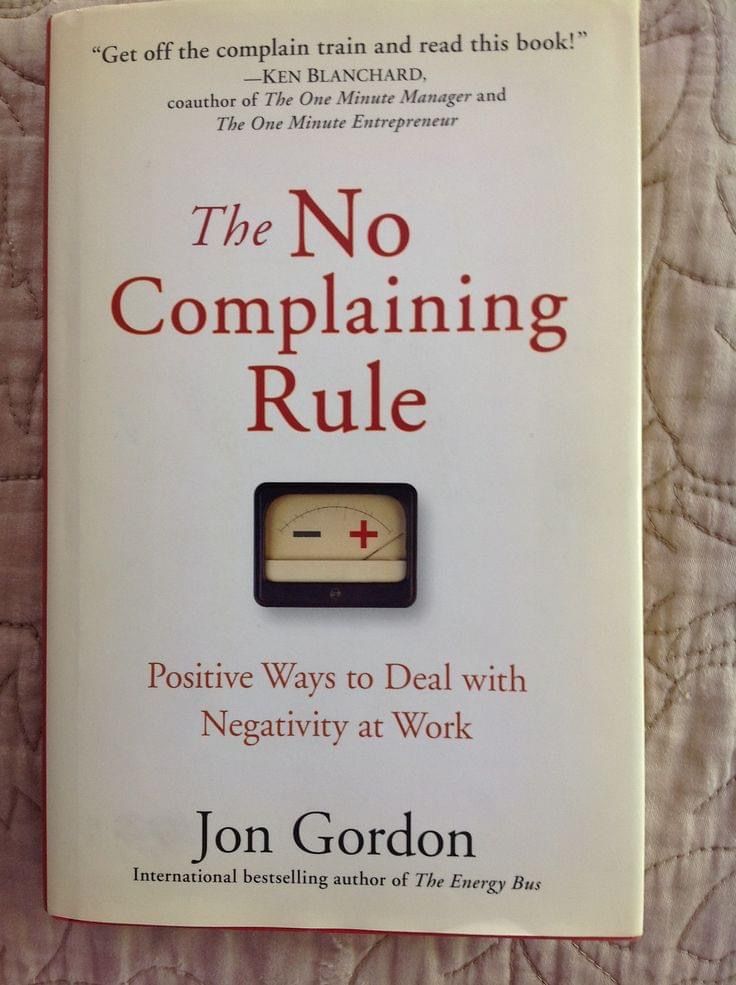 “Get off the complain train and read this book!”
—KEN BLANCHARD,
coauthor of The One Minute Manager and
The One Minute Entrepreneur
The No
Complaining
Rule
− +
Positive Ways to Deal with
Negativity at Work
Jon Gordon
International bestselling author of The Energy Bus